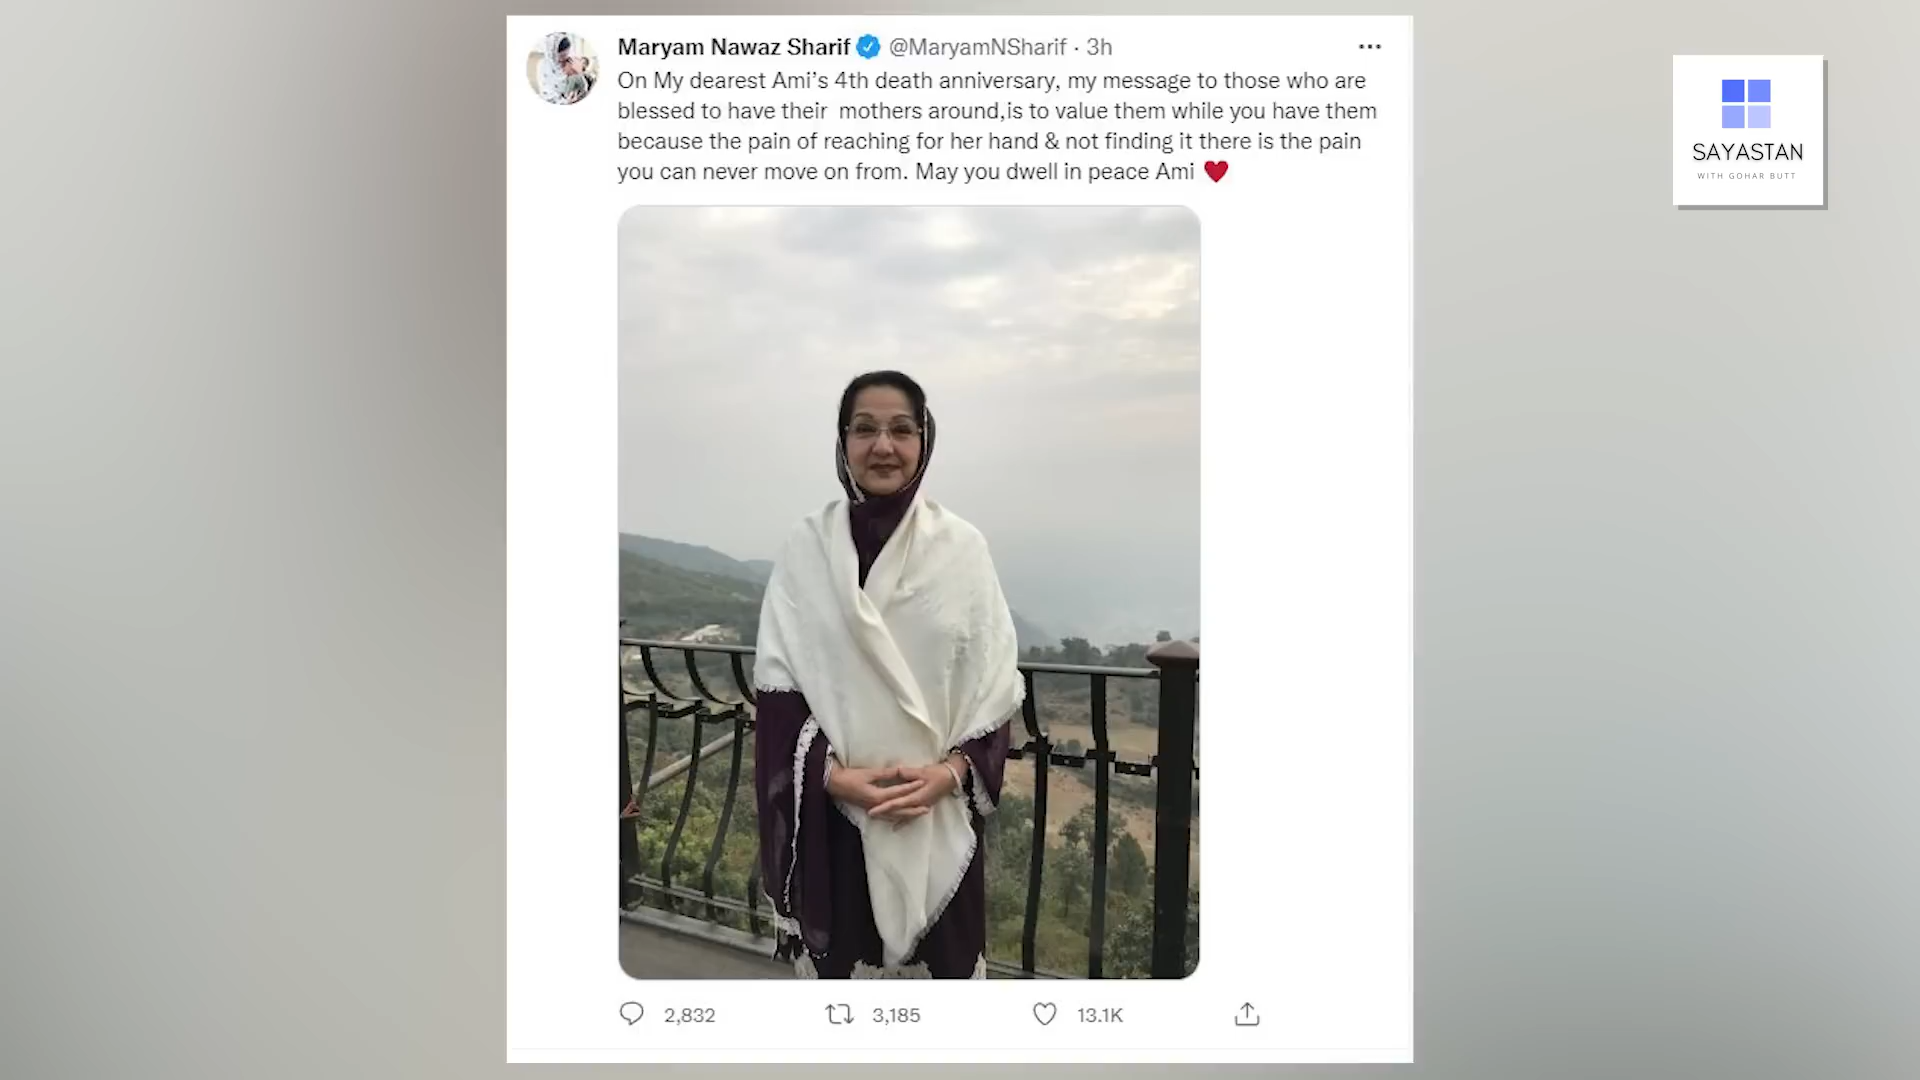 Maryam Nawaz Sharif @MaryamNSharif · 3h
On My dearest Ami's 4th death anniversary, my message to those who are
blessed to have their  mothers around,is to value them while you have them
because the pain of reaching for her hand & not finding it there is the pain
you can never move on from. May you dwell in peace Ami ❤️
2,832 3,185 13.1K
SAYASTAN
WITH GOHAR BUTT